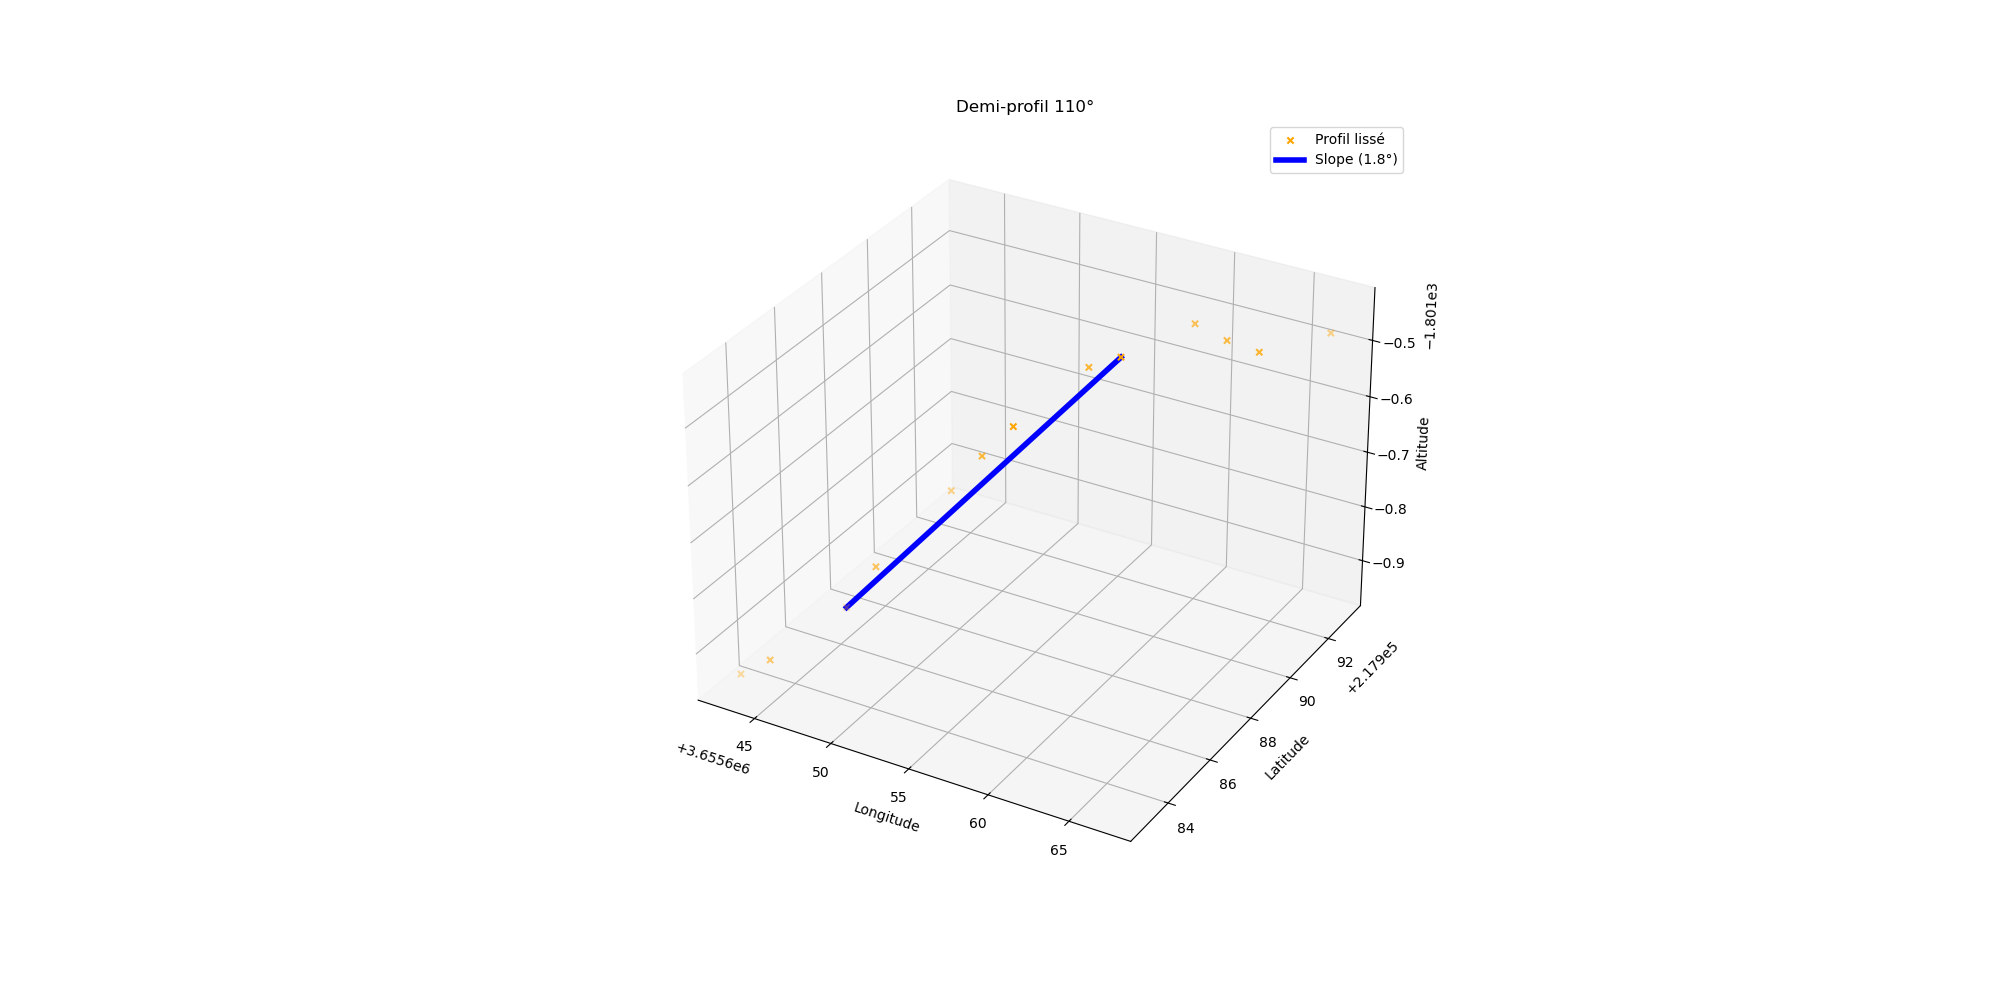 Demi-profil 110°
Profil lissé
Slope (1.8°)
−1.801e3
−0.5
−0.6
−0.7
−0.8
−0.9
Altitude
92
90
88
86
84
+2.179e5
Latitude
45
50
55
60
65
+3.6556e6
Longitude